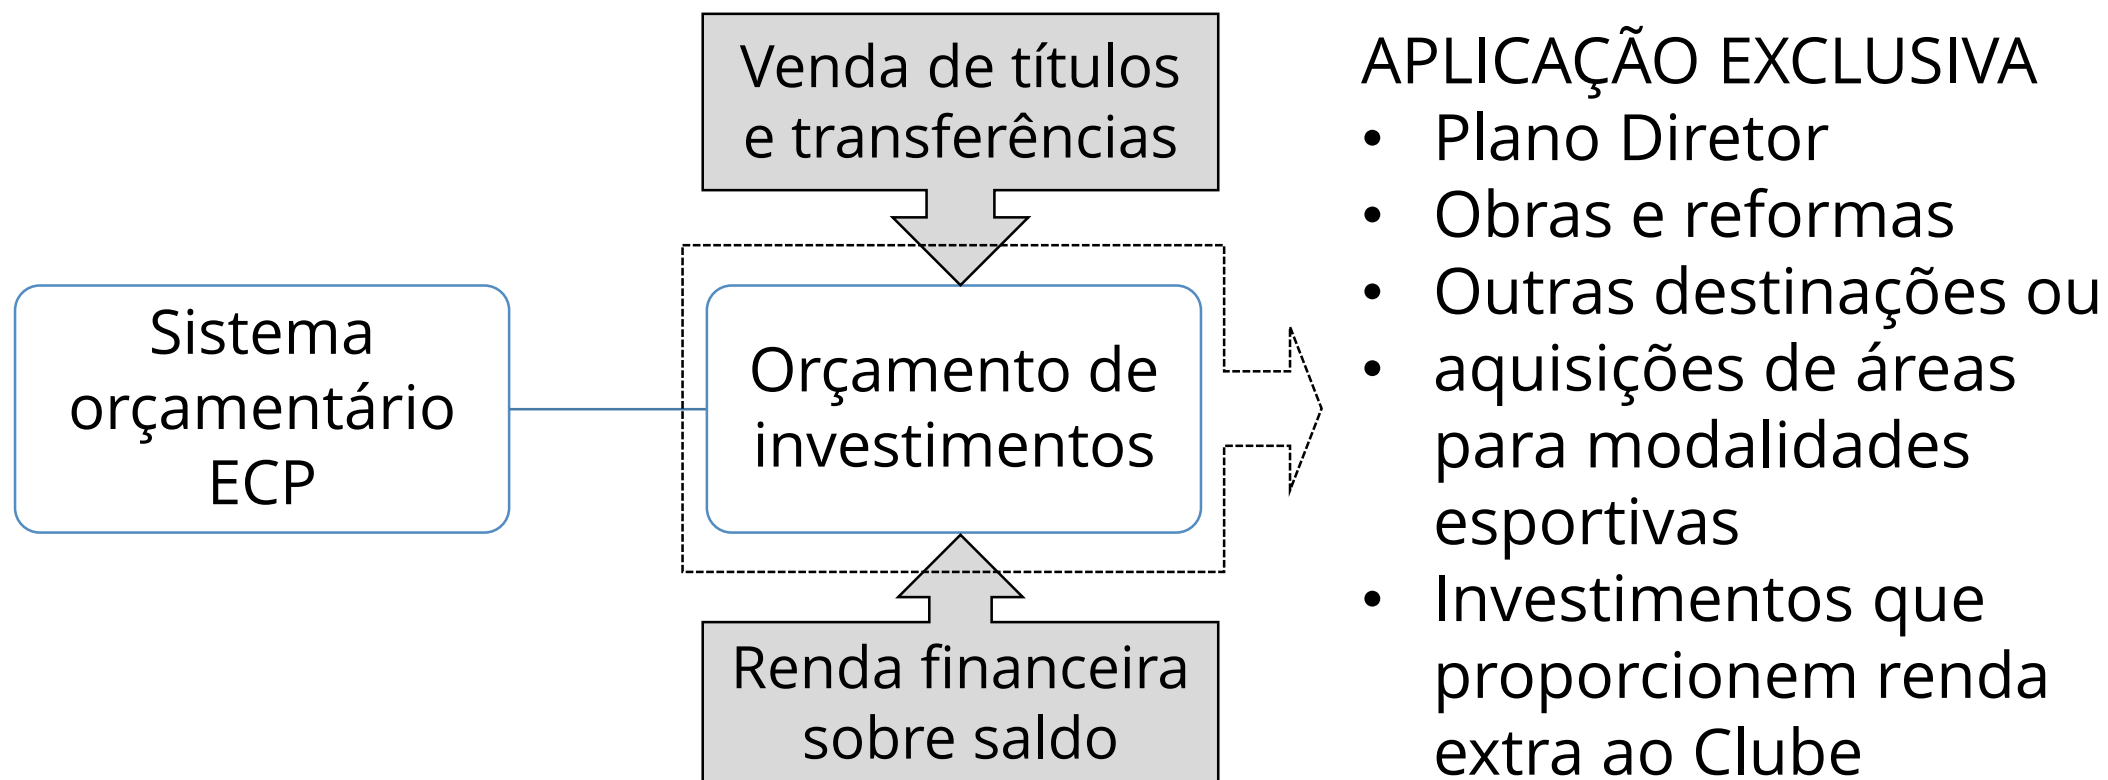 Venda de títulos
e transferências
Sistema
orçamentário
ECP
Orçamento de
investimentos
Renda financeira
sobre saldo
APLICAÇÃO EXCLUSIVA
• Plano Diretor
• Obras e reformas
• Outras destinações ou
• aquisições de áreas
para modalidades
esportivas
• Investimentos que
proporcionem renda
extra ao Clube